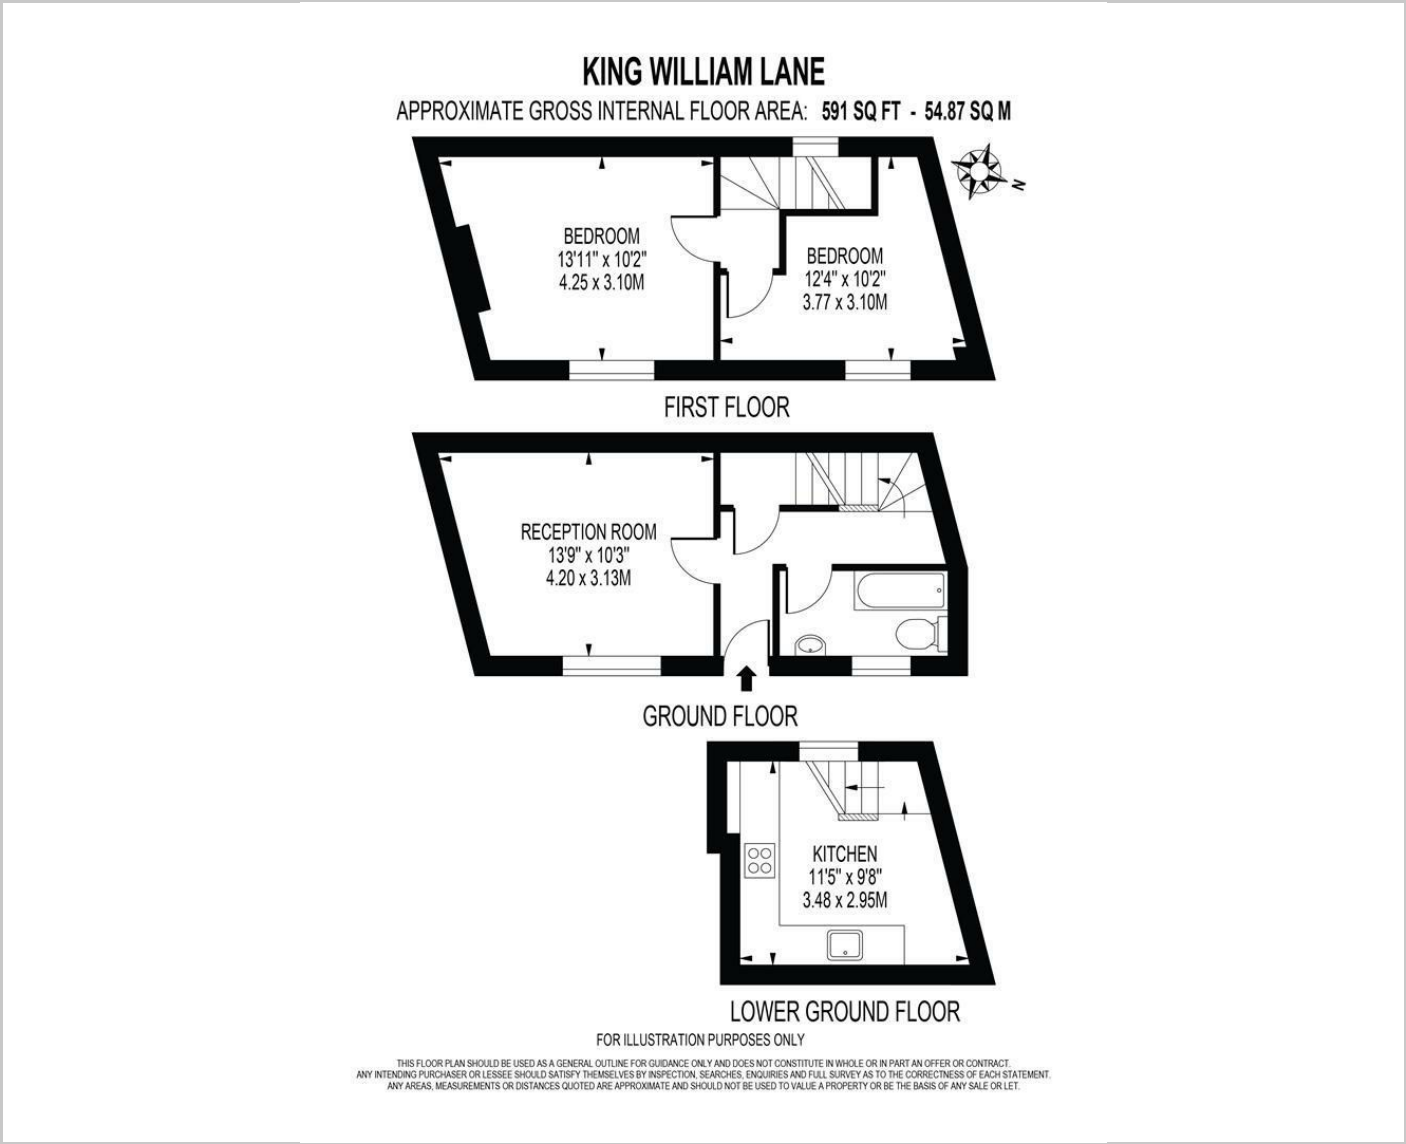 KING WILLIAM LANE
APPROXIMATE GROSS INTERNAL FLOOR AREA: 591 SQ FT - 54.87 SQ M
N
BEDROOM
13'11" x 10'2"
4.25 x 3.10M
BEDROOM
12'4" x 10'2"
3.77 x 3.10M
FIRST FLOOR
RECEPTION ROOM
13'9" x 10'3"
4.20 x 3.13M
GROUND FLOOR
KITCHEN
11'5" x 9'8"
3.48 x 2.95M
LOWER GROUND FLOOR
FOR ILLUSTRATION PURPOSES ONLY
THIS FLOOR PLAN SHOULD BE USED AS A GENERAL OUTLINE FOR GUIDANCE ONLY AND DOES NOT CONSTITUTE IN WHOLE OR IN PART AN OFFER OR CONTRACT.
ANY INTENDING PURCHASER OR LESSEE SHOULD SATISFY THEMSELVES BY INSPECTION, SEARCHES, ENQUIRIES AND FULL SURVEY AS TO THE CORRECTNESS OF EACH STATEMENT.
ANY AREAS, MEASUREMENTS OR DISTANCES QUOTED ARE APPROXIMATE AND SHOULD NOT BE USED TO VALUE A PROPERTY OR BE THE BASIS OF ANY SALE OR LET.